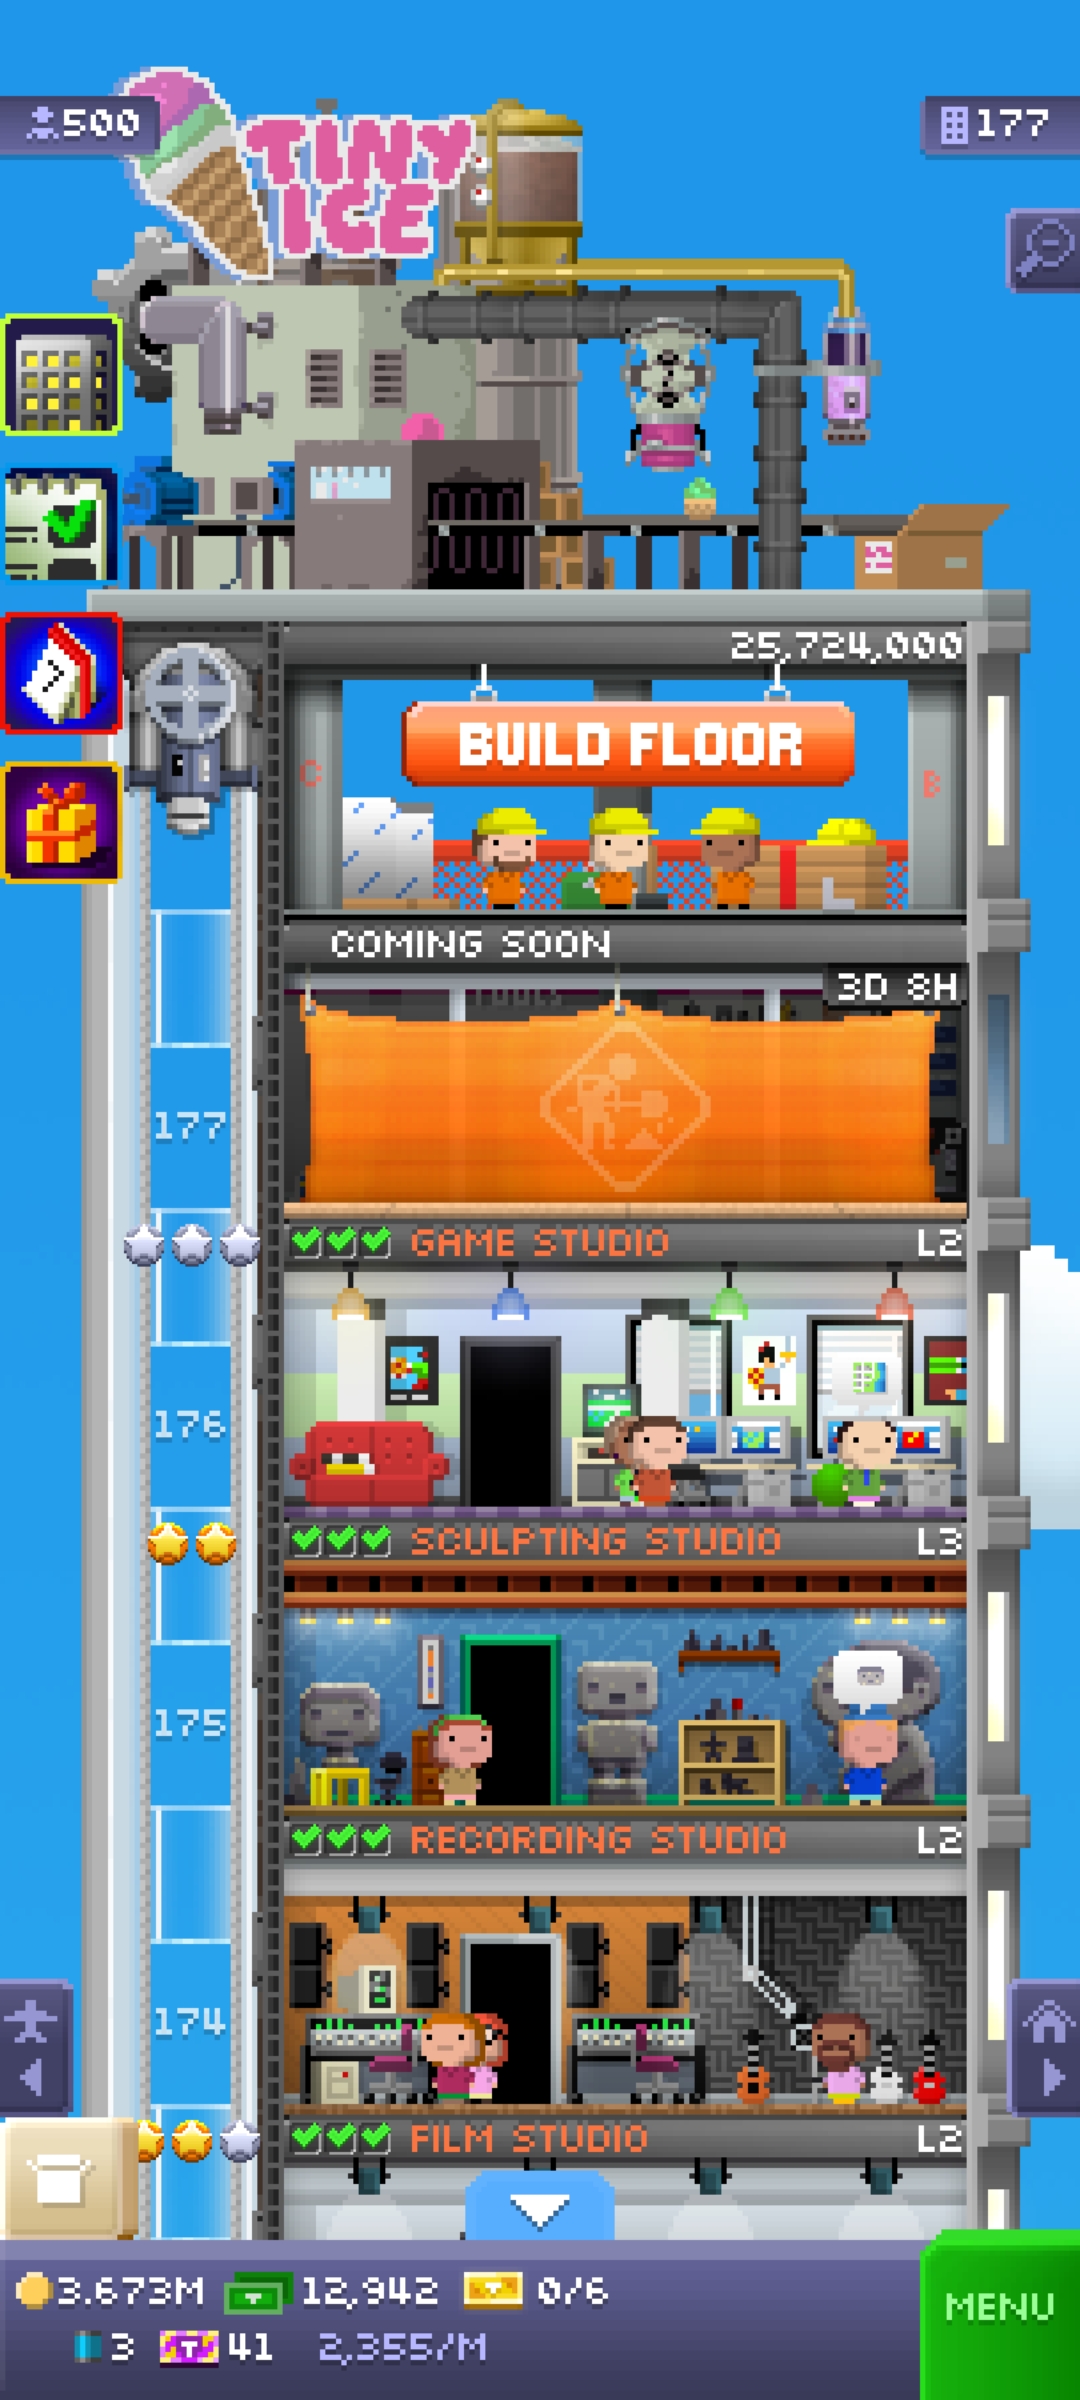 500
TINY
ICE
177
25,724,000
BUILD FLOOR
C
B
COMING SOON
3D 8H
177
GAME STUDIO
L2
176
SCULPTING STUDIO
L3
175
RECORDING STUDIO
L2
174
FILM STUDIO
L2
3.673M
12,942
0/6
MENU
3
T
41
2,355/M